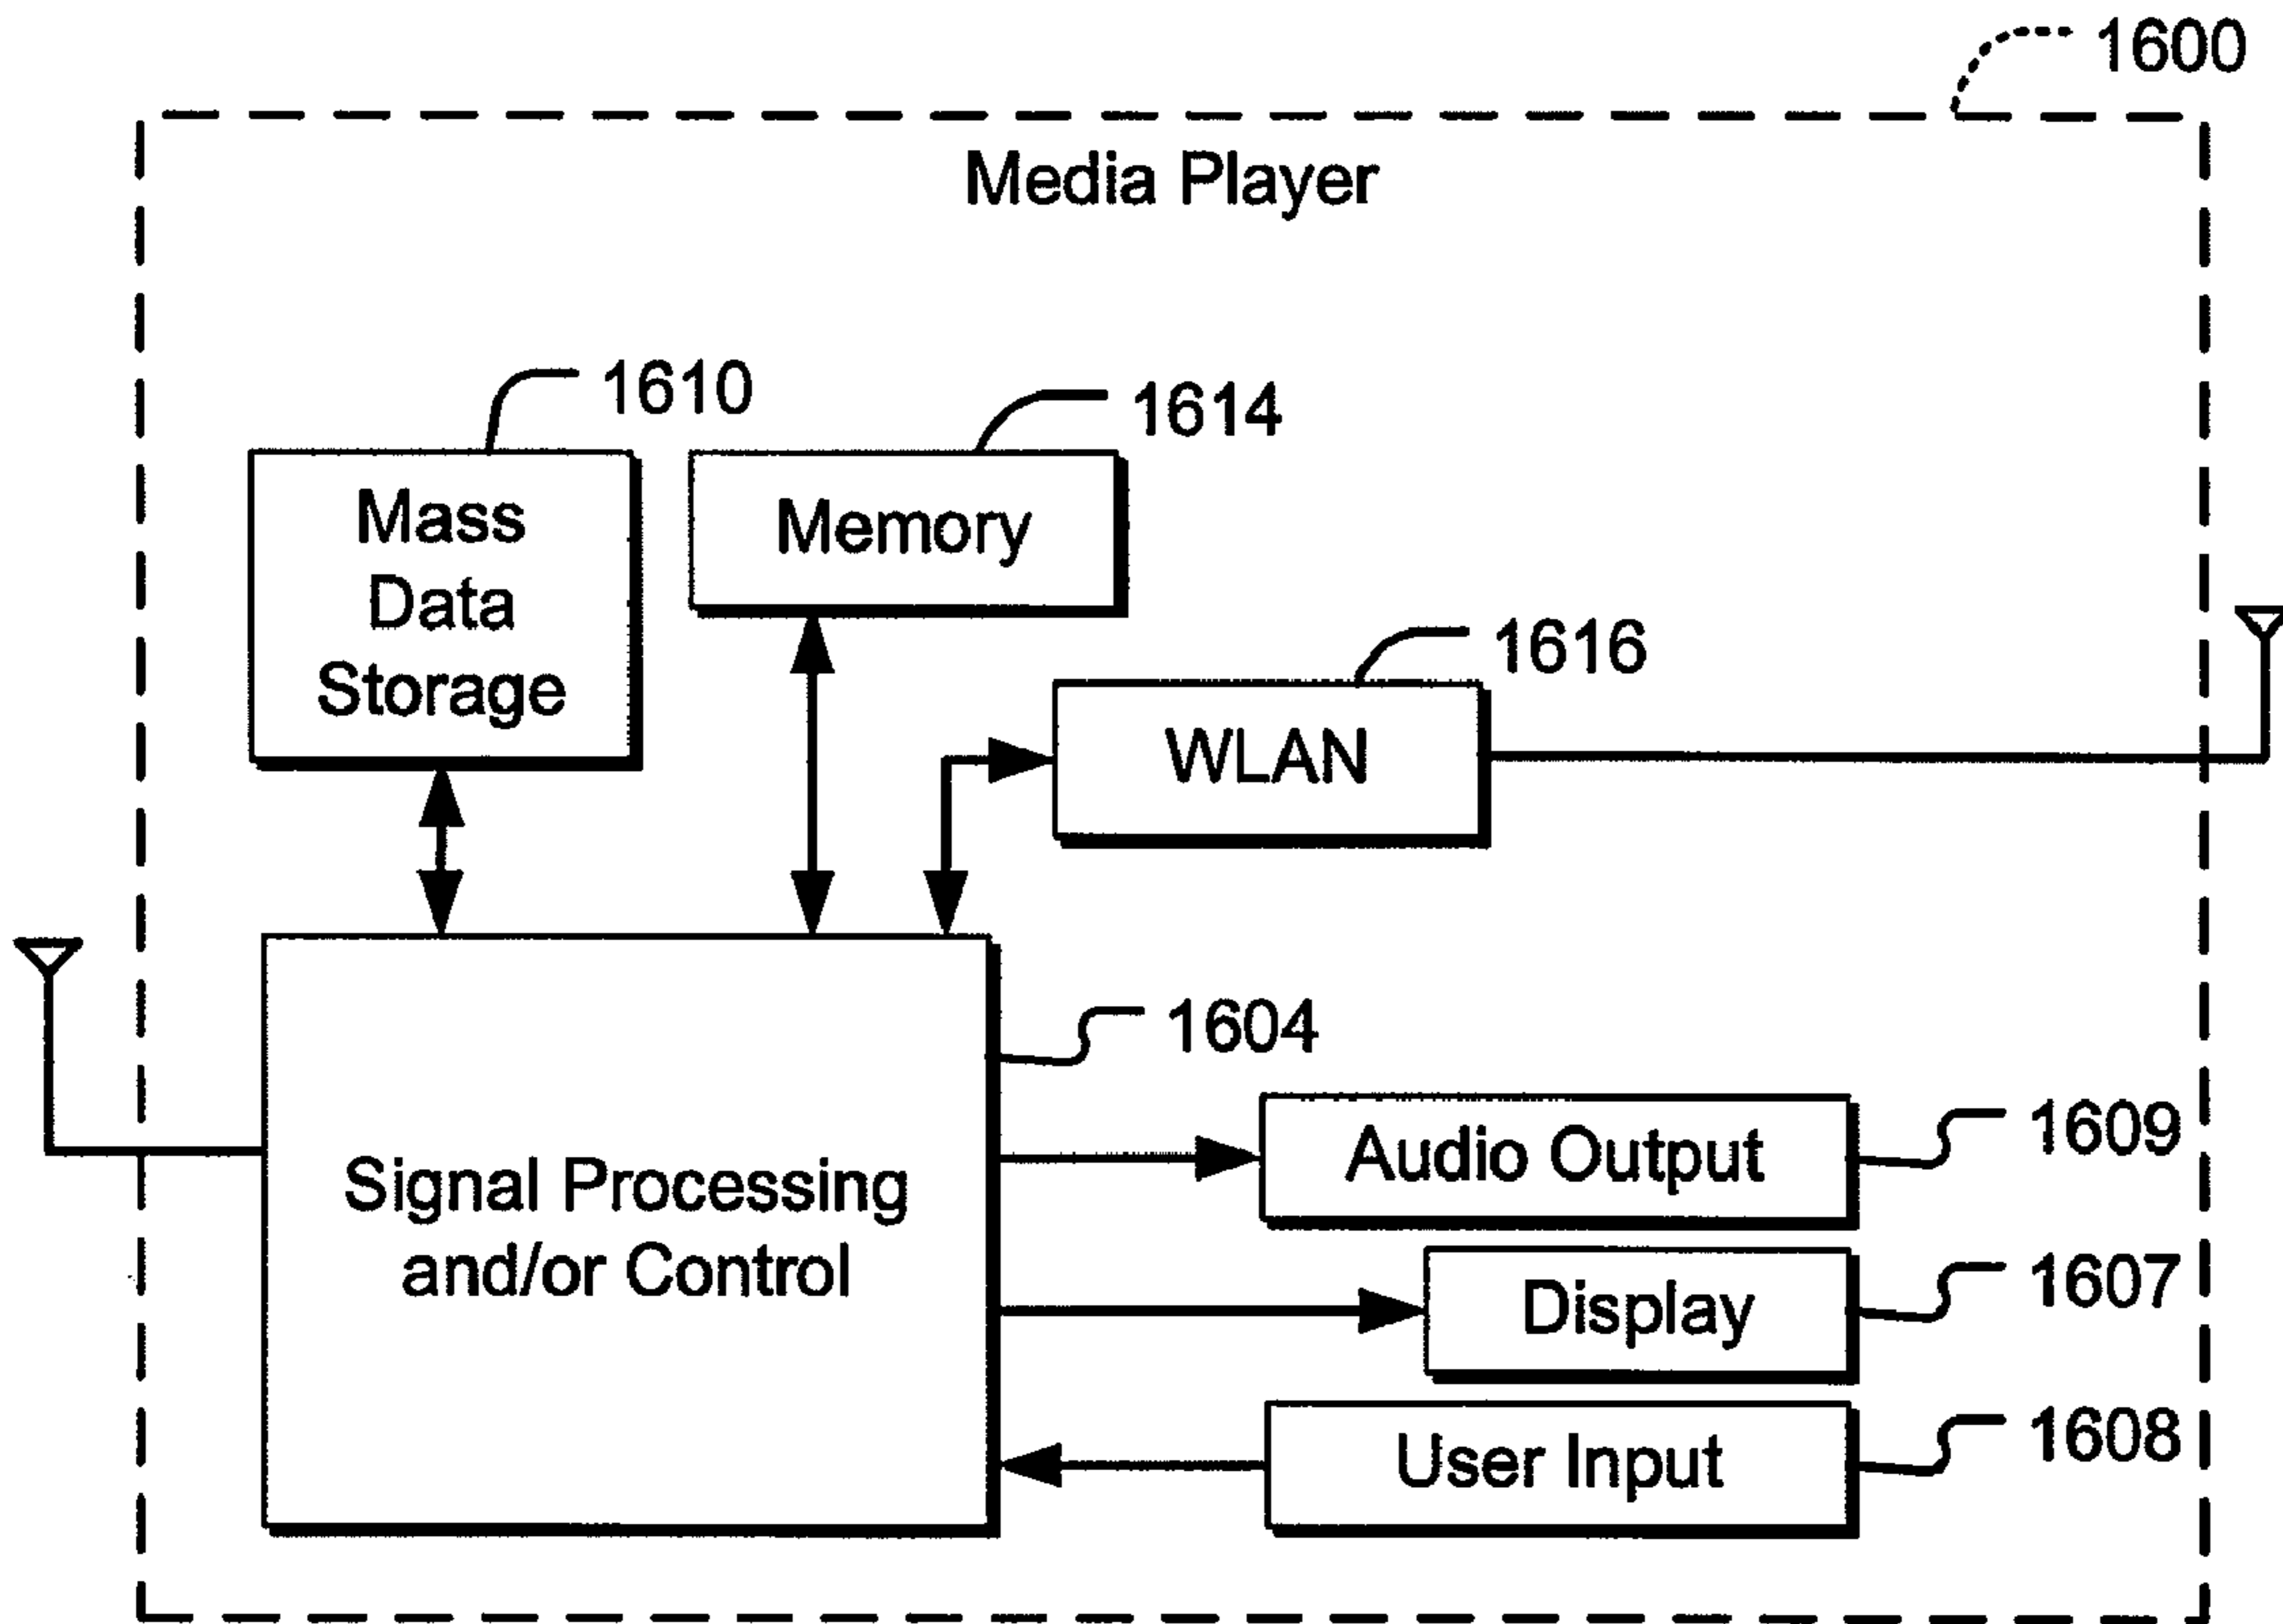 1600
Media Player
1610
1614
Mass
Data
Storage
Memory
1616
WLAN
1604
Signal Processing
and/or Control
Audio Output
1609
Display
1607
User Input
1608